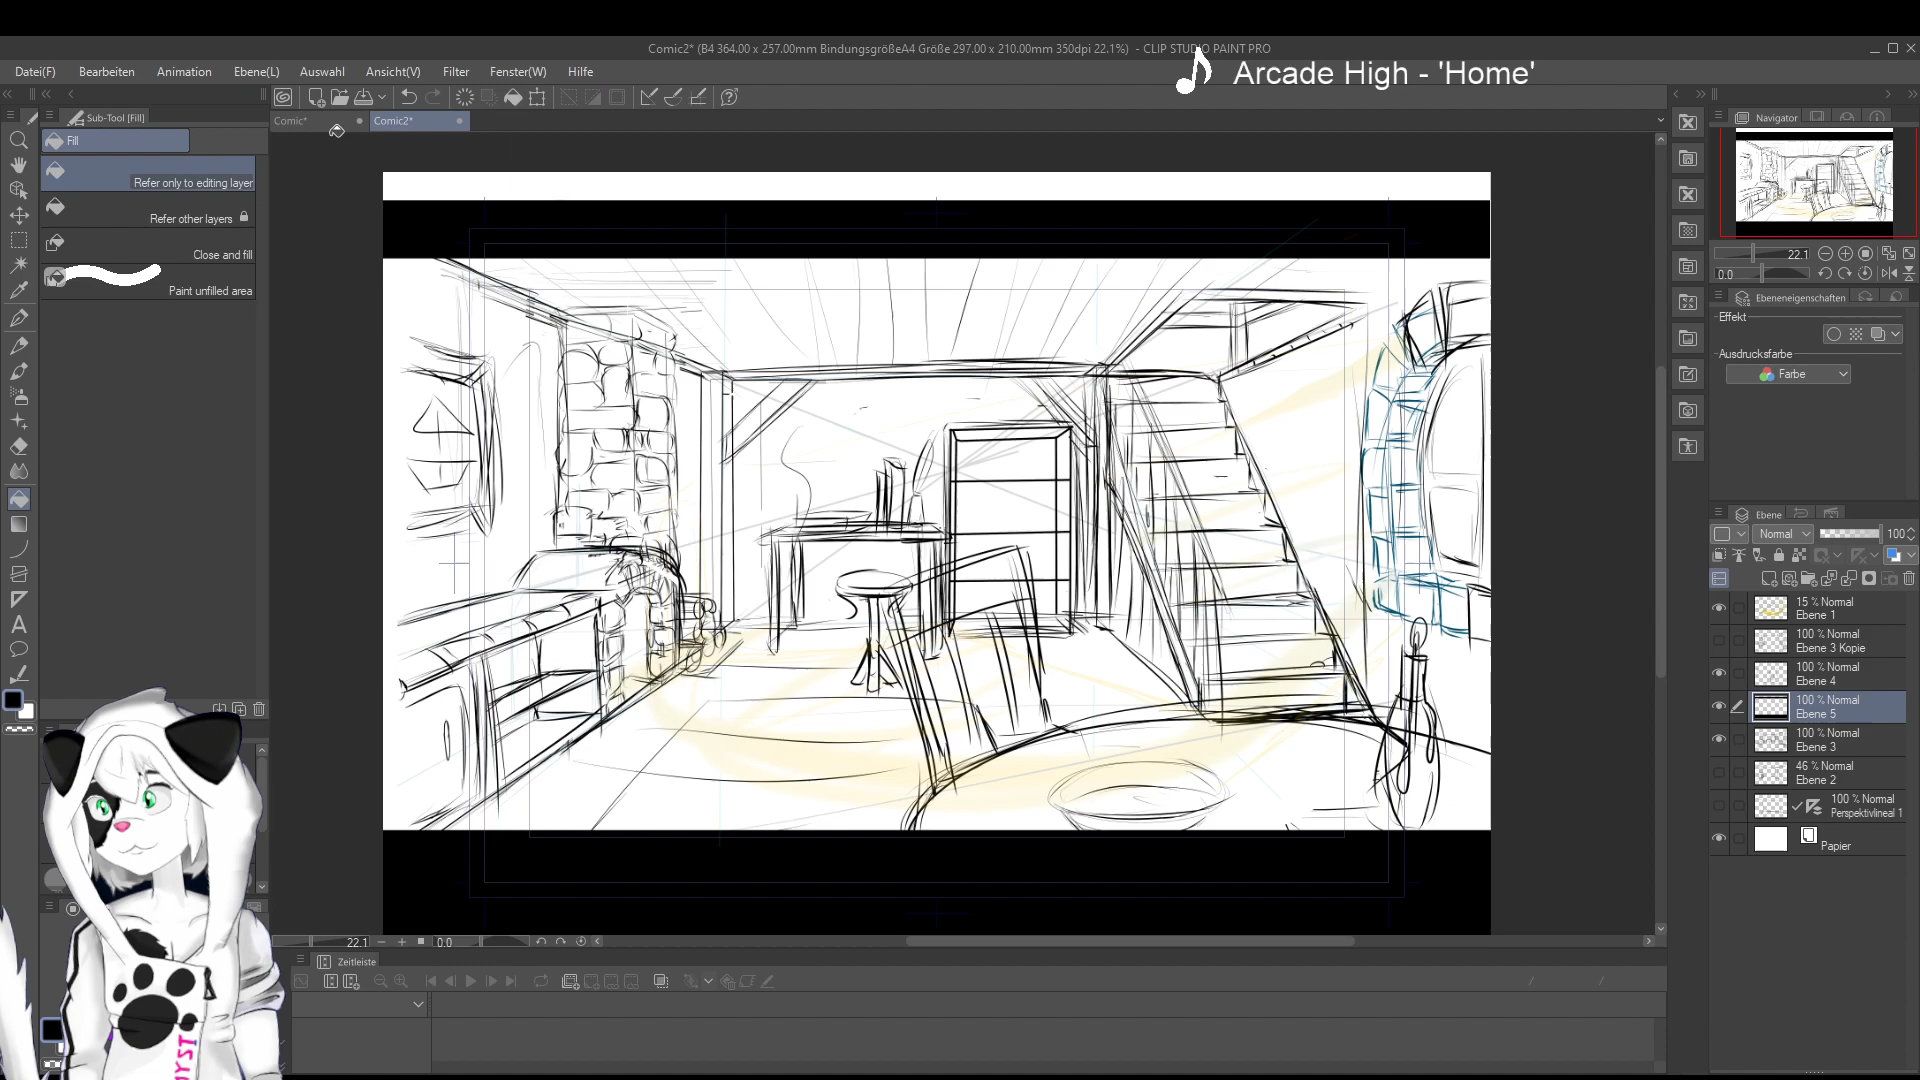 Comic2* (B4 364.00 x 257.00mm BindungsgrößeA4 Größe 297.00 x 210.00mm 350dpi 22.1%) - CLIP STUDIO PAINT PRO
Datei(F) Bearbeiten Animation Ebene(L) Auswahl Ansicht(V) Filter Fenster(W) Hilfe
Arcade High - 'Home'
Sub-Tool [Fill]
Comic* Comic2*
Navigator
Fill
Refer only to editing layer
Refer other layers
Close and fill
Paint unfilled area
22.1
0.0
Ebeneneigenschaften
Effekt
Ausdrucksfarbe
Farbe
Ebene
Normal 100
15 % Normal
Ebene 1
100 % Normal
Ebene 3 Kopie
100 % Normal
Ebene 4
100 % Normal
Ebene 5
100 % Normal
Ebene 3
46 % Normal
Ebene 2
100 % Normal
Perspektivlineal 1
Papier
22.1 0.0
Zeitleiste